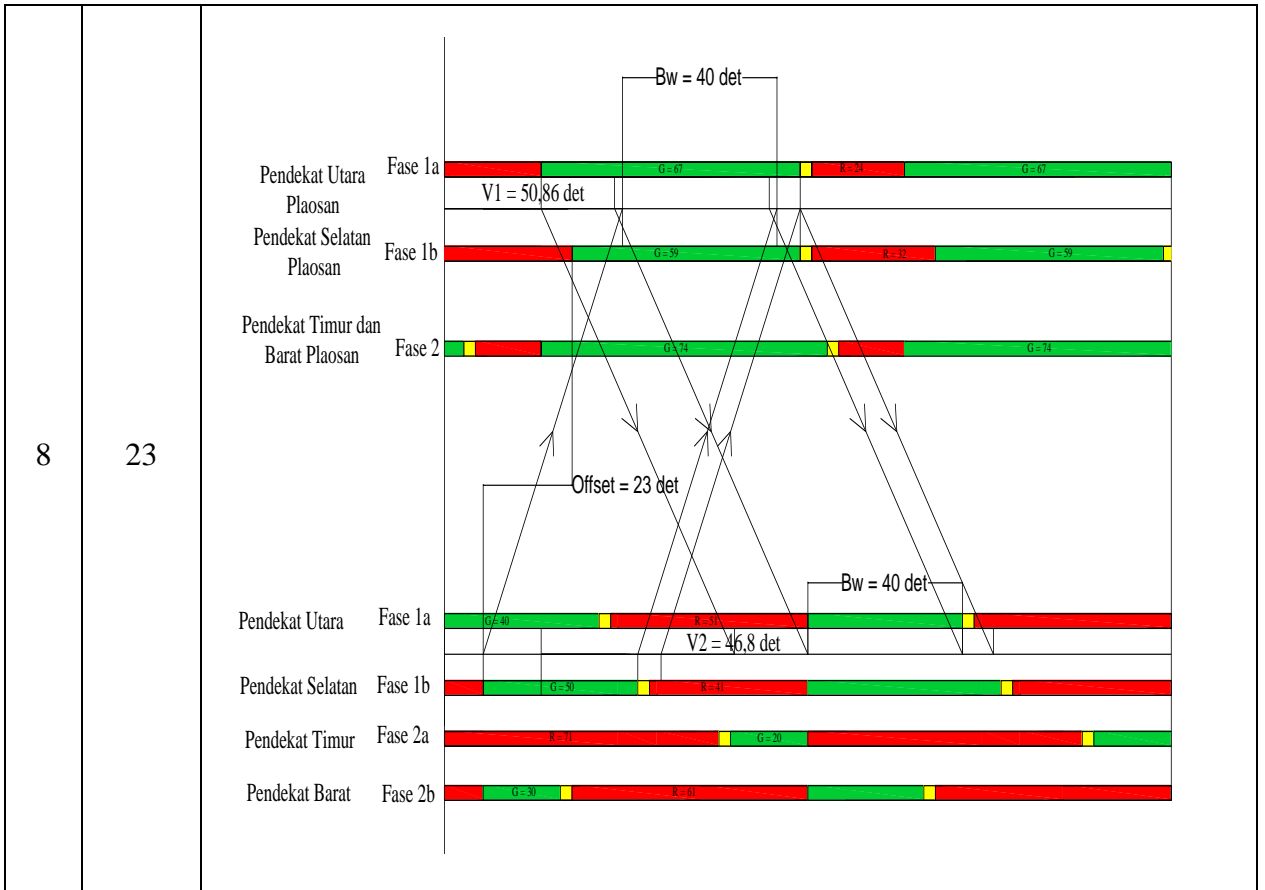 8
23
Bw = 40 det
Pendekat Utara
Plaosan
Fase 1a
G = 67
R = 24
G = 67
V1 = 50,86 det
Pendekat Selatan
Plaosan
Fase 1b
G = 59
R = 32
G = 59
Pendekat Timur dan
Barat Plaosan
Fase 2
G = 74
G = 74
Offset = 23 det
Bw = 40 det
Pendekat Utara
Fase 1a
G = 40
R = 51
V2 = 46,8 det
Pendekat Selatan
Fase 1b
G = 50
R = 41
Pendekat Timur
Fase 2a
R = 71
G = 20
Pendekat Barat
Fase 2b
G = 30
R = 61